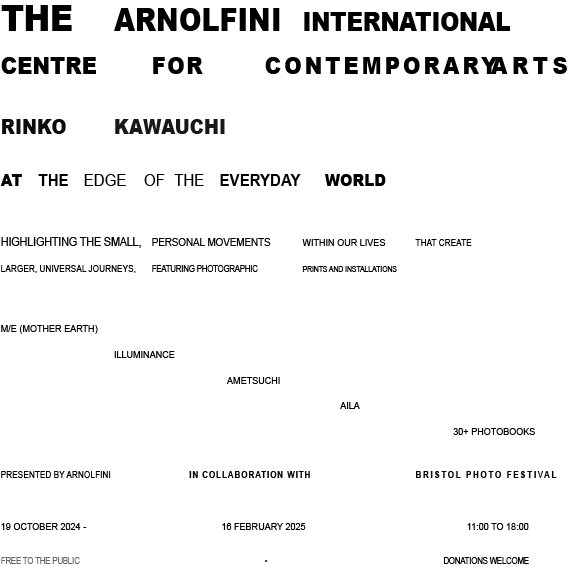 THE ARNOLFINI INTERNATIONAL
CENTRE FOR CONTEMPORARY ARTS
RINKO KAWAUCHI
AT THE EDGE OF THE EVERYDAY WORLD
HIGHLIGHTING THE SMALL, PERSONAL MOVEMENTS WITHIN OUR LIVES THAT CREATE
LARGER, UNIVERSAL JOURNEYS, FEATURING PHOTOGRAPHIC PRINTS AND INSTALLATIONS
M/E (MOTHER EARTH)
ILLUMINANCE
AMETSUCHI
AILA
30+ PHOTOBOOKS
PRESENTED BY ARNOLFINI IN COLLABORATION WITH BRISTOL PHOTO FESTIVAL
19 OCTOBER 2024 - 16 FEBRUARY 2025 11:00 TO 18:00
FREE TO THE PUBLIC • DONATIONS WELCOME